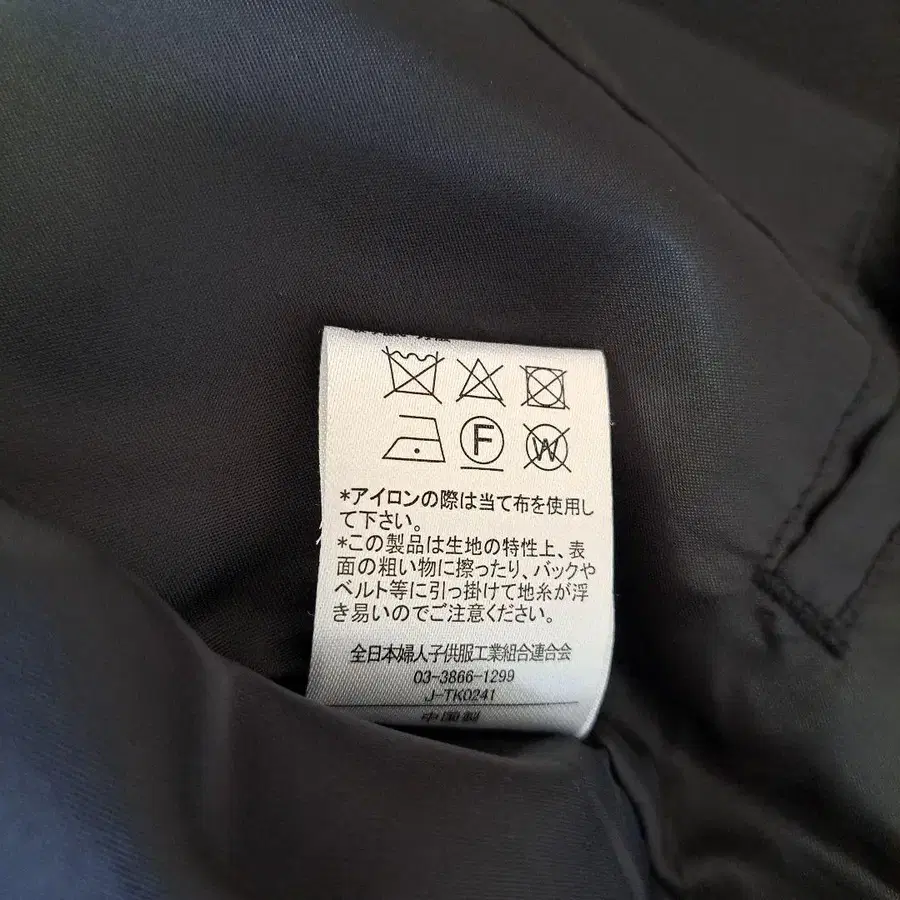 F
W
*アイロンの際は当て布を使用し
て下さい。
*この製品は生地の特性上、表
面の粗い物に擦ったり、バックや
ベルト等に引っ掛けて地糸が浮
き易いのでご注意ください。
全日本婦人子供服工業組合連合会
03-3866-1299
J-TK0241
中国製